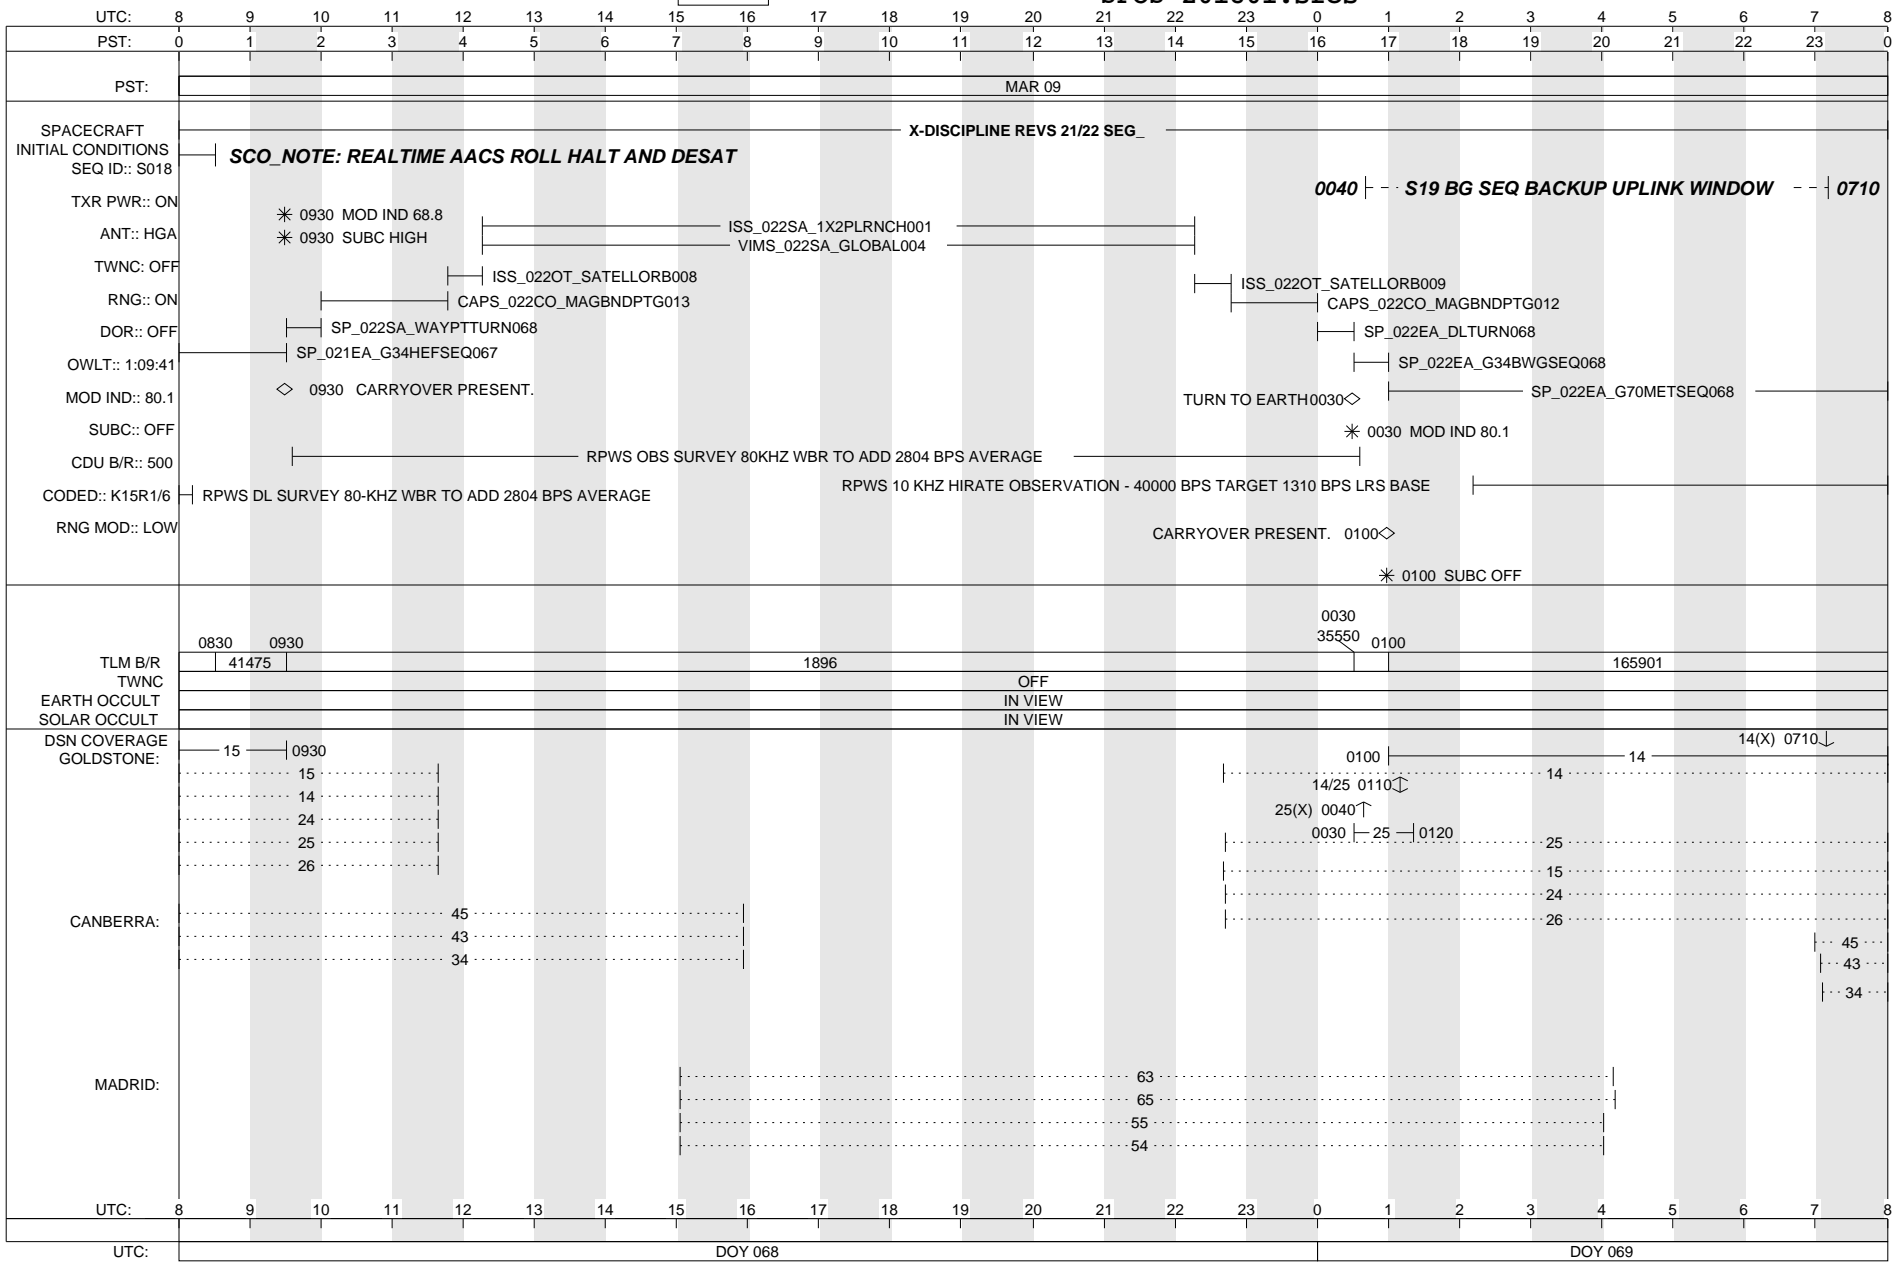 UTC: 8 9 10 11 12 13 14 15 16 17 18 19 20 21 22 23 0 1 2 3 4 5 6 7 8
PST: 0 1 2 3 4 5 6 7 8 9 10 11 12 13 14 15 16 17 18 19 20 21 22 23 0
PST: MAR 09
SPACECRAFT
INITIAL CONDITIONS
SEQ ID:: S018
TXR PWR:: ON
ANT:: HGA
TWNC: OFF
RNG:: ON
DOR:: OFF
OWLT:: 1:09:41
MOD IND:: 80.1
SUBC:: OFF
CDU B/R:: 500
CODED:: K15R1/6
RNG MOD:: LOW
X-DISCIPLINE REVS 21/22 SEG_
SCO_NOTE: REALTIME AACS ROLL HALT AND DESAT
0040 S19 BG SEQ BACKUP UPLINK WINDOW 0710
0930 MOD IND 68.8
0930 SUBC HIGH
ISS_022SA_1X2PLRNCH001
VIMS_022SA_GLOBAL004
ISS_022OT_SATELLORB008
ISS_022OT_SATELLORB009
CAPS_022CO_MAGBNDPTG013
CAPS_022CO_MAGBNDPTG012
SP_022SA_WAYPTTURN068
SP_022EA_DLTURN068
SP_021EA_G34HEFSEQ067
SP_022EA_G34BWGSEQ068
0930 CARRYOVER PRESENT.
SP_022EA_G70METSEQ068
TURN TO EARTH 0030
0030 MOD IND 80.1
RPWS OBS SURVEY 80KHZ WBR TO ADD 2804 BPS AVERAGE
RPWS DL SURVEY 80-KHZ WBR TO ADD 2804 BPS AVERAGE
RPWS 10 KHZ HIRATE OBSERVATION - 40000 BPS TARGET 1310 BPS LRS BASE
CARRYOVER PRESENT. 0100
0100 SUBC OFF
0030
35550
0830 0930 0100
TLM B/R 41475 1896 165901
TWNC OFF
EARTH OCCULT IN VIEW
SOLAR OCCULT IN VIEW
DSN COVERAGE
GOLDSTONE:
15 0930
14(X) 0710
0100 14
15 14
14 14/25 0110
24 25(X) 0040
0030 25 0120
25 25
26 15
24
CANBERRA:
45 26
43 45
34 43
34
MADRID:
63
65
55
54
UTC: 8 9 10 11 12 13 14 15 16 17 18 19 20 21 22 23 0 1 2 3 4 5 6 7 8
UTC: DOY 068 DOY 069